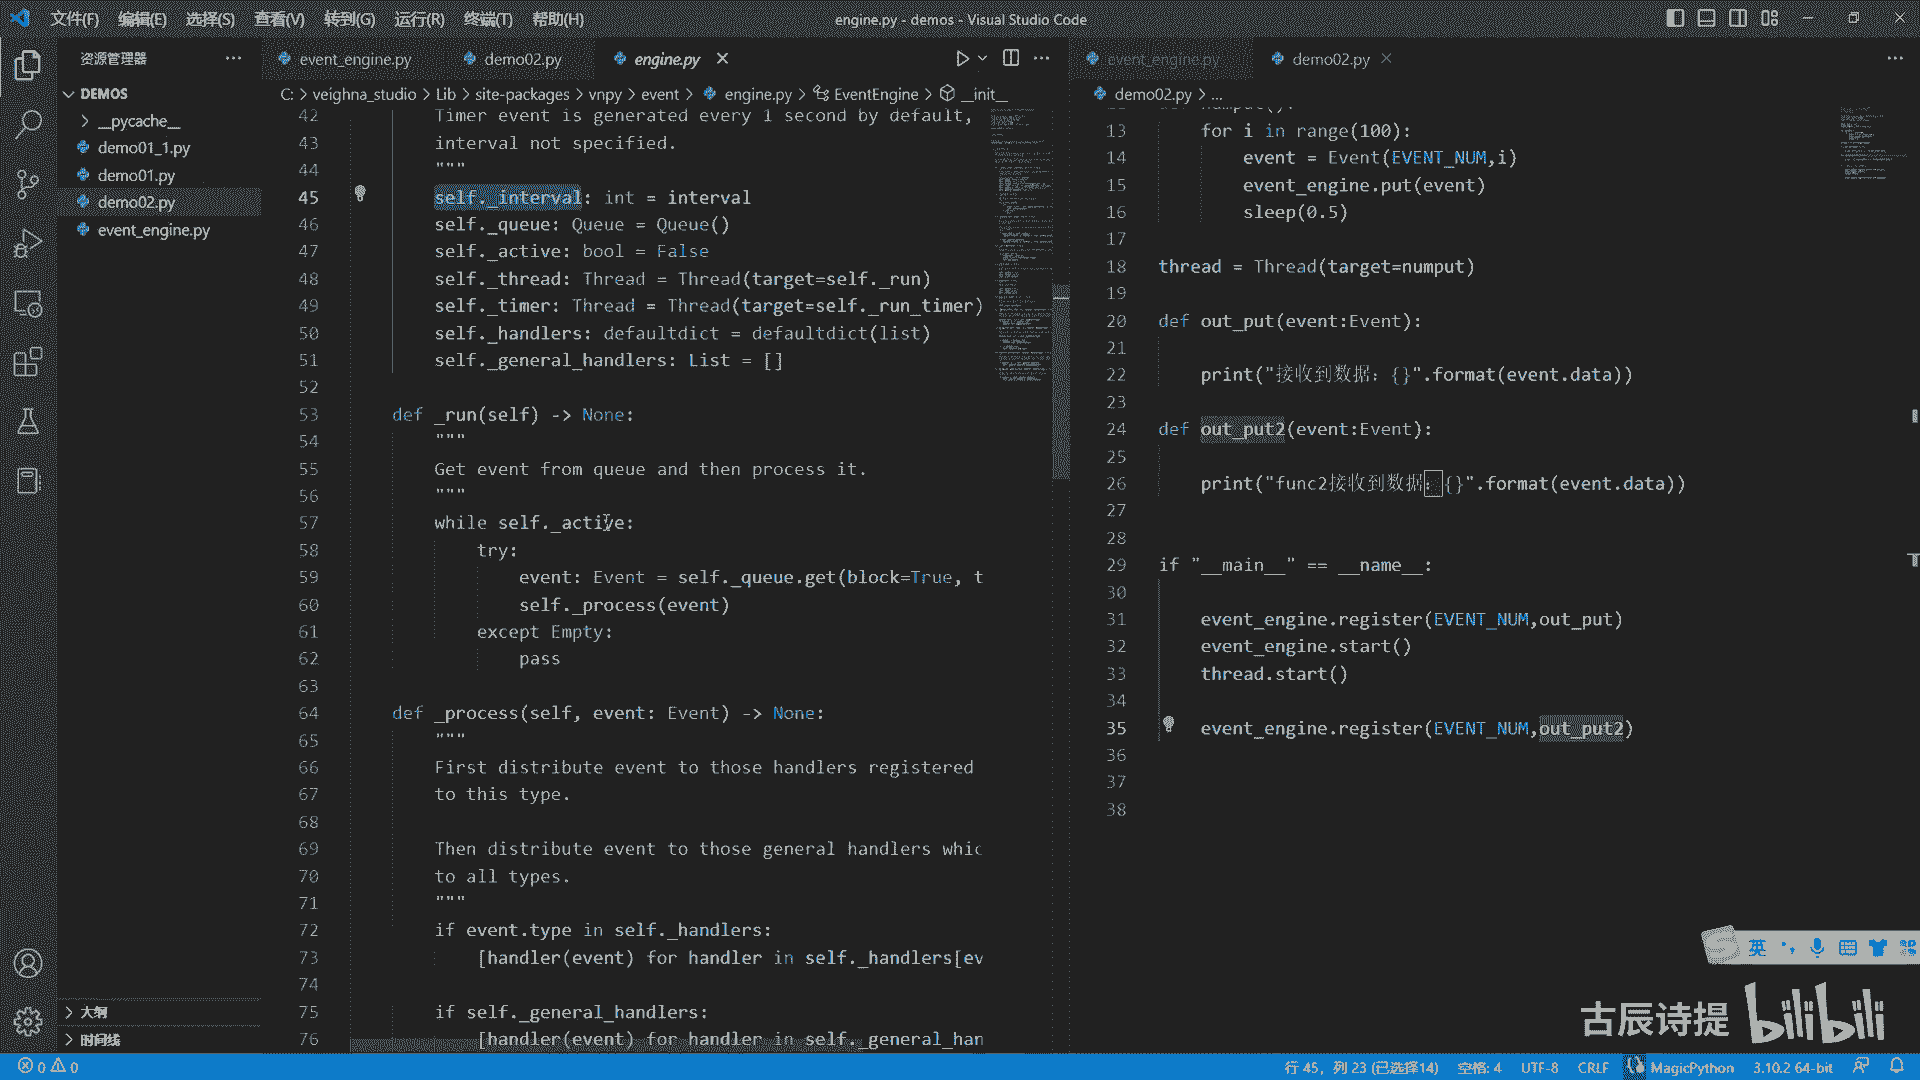 文件(F) 编辑(E) 选择(S) 查看(V) 转到(G) 运行(R) 终端(T) 帮助(H)
engine.py - demos - Visual Studio Code
资源管理器
DEMOS
__pycache__
demo01_1.py
demo01.py
demo02.py
event_engine.py
大纲
时间线
event_engine.py demo02.py engine.py
C: > veighna_studio > Lib > site-packages > vnpy > event > engine.py > EventEngine > __init__
42 Timer event is generated every 1 second by default,
43 interval not specified.
44 """
45 self._interval: int = interval
46 self._queue: Queue = Queue()
47 self._active: bool = False
48 self._thread: Thread = Thread(target=self._run)
49 self._timer: Thread = Thread(target=self._run_timer)
50 self._handlers: defaultdict = defaultdict(list)
51 self._general_handlers: List = []
52
53 def _run(self) -> None:
54 """
55 Get event from queue and then process it.
56 """
57 while self._active:
58 try:
59 event: Event = self._queue.get(block=True, t
60 self._process(event)
61 except Empty:
62 pass
63
64 def _process(self, event: Event) -> None:
65 """
66 First distribute event to those handlers registered
67 to this type.
68
69 Then distribute event to those general handlers whic
70 to all types.
71 """
72 if event.type in self._handlers:
73 [handler(event) for handler in self._handlers[ev
74
75 if self._general_handlers:
76 [handler(event) for handler in self._general_han
event_engine.py demo02.py
demo02.py > ...
13 for i in range(100):
14 event = Event(EVENT_NUM,i)
15 event_engine.put(event)
16 sleep(0.5)
17
18 thread = Thread(target=numput)
19
20 def out_put(event:Event):
21
22 print("接收到数据：{}".format(event.data))
23
24 def out_put2(event:Event):
25
26 print("func2接收到数据：{}".format(event.data))
27
28
29 if "__main__" == __name__:
30
31 event_engine.register(EVENT_NUM,out_put)
32 event_engine.start()
33 thread.start()
34
35 event_engine.register(EVENT_NUM,out_put2)
36
37
38
英
古辰诗提 bilibili
0 0 行 45，列 23 (已选择14) 空格: 4 UTF-8 CRLF MagicPython 3.10.2 64-bit